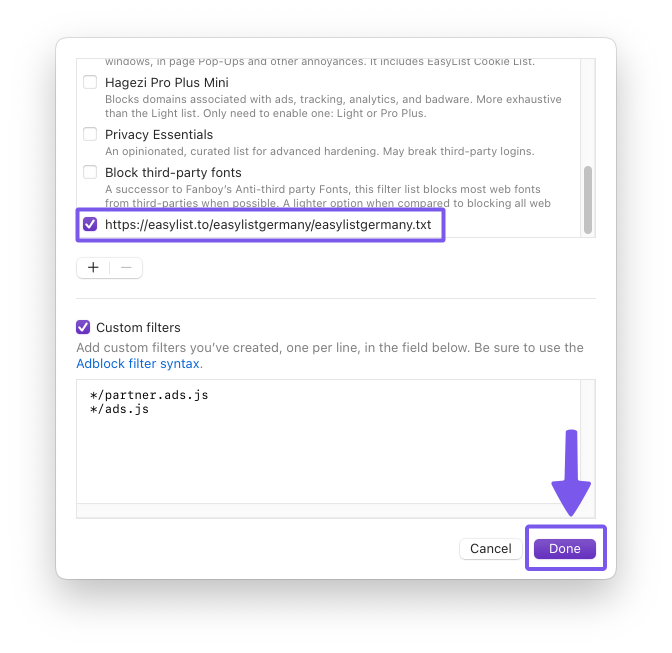 windows, in page Pop-Ups and other annoyances. It includes EasyList Cookie List.
Hagezi Pro Plus Mini
Blocks domains associated with ads, tracking, analytics, and badware. More exhaustive
than the Light list. Only need to enable one: Light or Pro Plus.
Privacy Essentials
An opinionated, curated list for advanced hardening. May break third-party logins.
Block third-party fonts
A successor to Fanboy’s Anti-third party Fonts, this filter list blocks most web fonts
from third-parties when possible. A lighter option when compared to blocking all web
https://easylist.to/easylistgermany/easylistgermany.txt
+ −
Custom filters
Add custom filters you’ve created, one per line, in the field below. Be sure to use the
Adblock filter syntax.
*/partner.ads.js
*/ads.js
Cancel Done